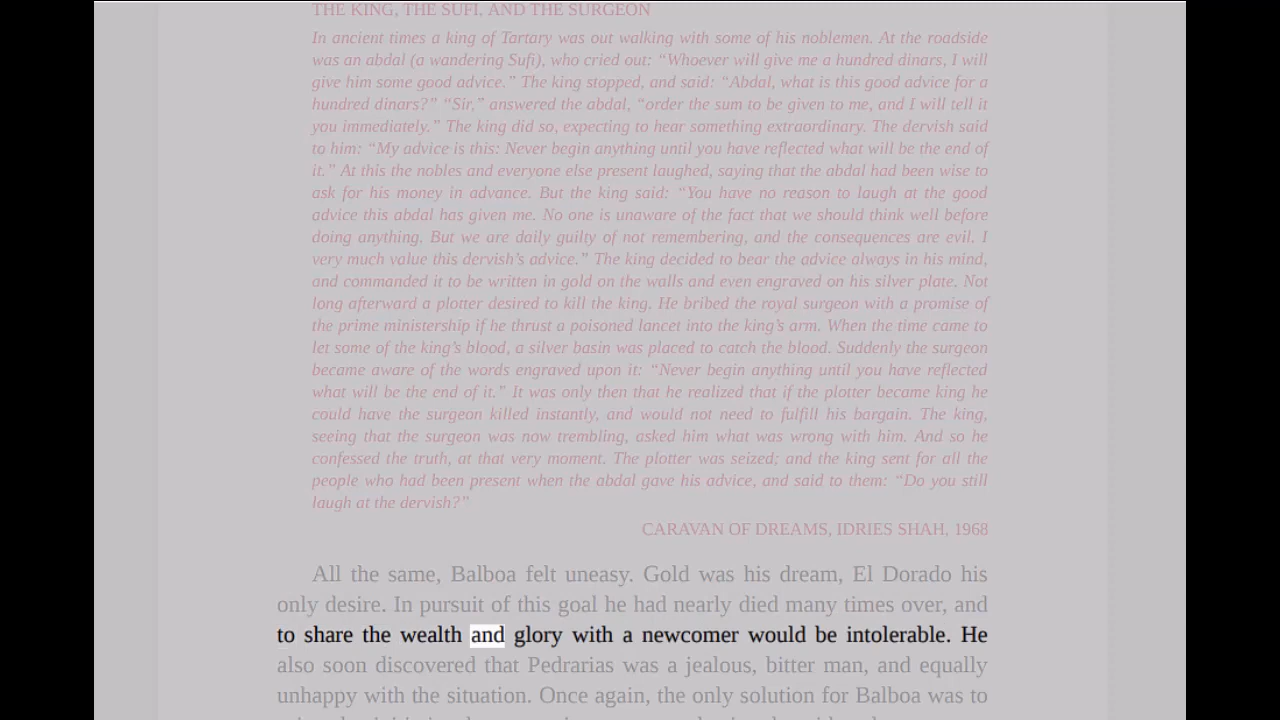 THE KING, THE SUFI, AND THE SURGEON
In ancient times a king of Tartary was out walking with some of his noblemen. At the roadside
was an abdal (a wandering Sufi), who cried out: “Whoever will give me a hundred dinars, I will
give him some good advice.” The king stopped, and said: “Abdal, what is this good advice for a
hundred dinars?” “Sir,” answered the abdal, “order the sum to be given to me, and I will tell it
you immediately.” The king did so, expecting to hear something extraordinary. The dervish said
to him: “My advice is this: Never begin anything until you have reflected what will be the end of
it.” At this the nobles and everyone else present laughed, saying that the abdal had been wise to
ask for his money in advance. But the king said: “You have no reason to laugh at the good
advice this abdal has given me. No one is unaware of the fact that we should think well before
doing anything. But we are daily guilty of not remembering, and the consequences are evil. I
very much value this dervish’s advice.” The king decided to bear the advice always in his mind,
and commanded it to be written in gold on the walls and even engraved on his silver plate. Not
long afterward a plotter desired to kill the king. He bribed the royal surgeon with a promise of
the prime ministership if he thrust a poisoned lancet into the king’s arm. When the time came to
let some of the king’s blood, a silver basin was placed to catch the blood. Suddenly the surgeon
became aware of the words engraved upon it: “Never begin anything until you have reflected
what will be the end of it.” It was only then that he realized that if the plotter became king he
could have the surgeon killed instantly, and would not need to fulfill his bargain. The king,
seeing that the surgeon was now trembling, asked him what was wrong with him. And so he
confessed the truth, at that very moment. The plotter was seized; and the king sent for all the
people who had been present when the abdal gave his advice, and said to them: “Do you still
laugh at the dervish?”
CARAVAN OF DREAMS, IDRIES SHAH, 1968
All the same, Balboa felt uneasy. Gold was his dream, El Dorado his
only desire. In pursuit of this goal he had nearly died many times over, and
to share the wealth and glory with a newcomer would be intolerable. He
also soon discovered that Pedrarias was a jealous, bitter man, and equally
unhappy with the situation. Once again, the only solution for Balboa was to